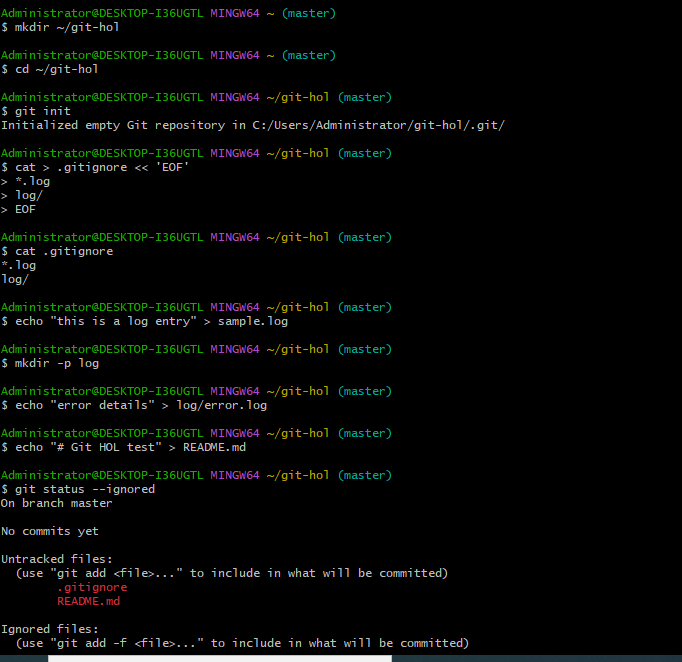 Administrator@DESKTOP-I36UGTL MINGW64 ~ (master)
$ mkdir ~/git-hol

Administrator@DESKTOP-I36UGTL MINGW64 ~ (master)
$ cd ~/git-hol

Administrator@DESKTOP-I36UGTL MINGW64 ~/git-hol (master)
$ git init
Initialized empty Git repository in C:/Users/Administrator/git-hol/.git/

Administrator@DESKTOP-I36UGTL MINGW64 ~/git-hol (master)
$ cat > .gitignore << 'EOF'
> *.log
> log/
> EOF

Administrator@DESKTOP-I36UGTL MINGW64 ~/git-hol (master)
$ cat .gitignore
*.log
log/

Administrator@DESKTOP-I36UGTL MINGW64 ~/git-hol (master)
$ echo "this is a log entry" > sample.log

Administrator@DESKTOP-I36UGTL MINGW64 ~/git-hol (master)
$ mkdir -p log

Administrator@DESKTOP-I36UGTL MINGW64 ~/git-hol (master)
$ echo "error details" > log/error.log

Administrator@DESKTOP-I36UGTL MINGW64 ~/git-hol (master)
$ echo "# Git HOL test" > README.md

Administrator@DESKTOP-I36UGTL MINGW64 ~/git-hol (master)
$ git status --ignored
On branch master

No commits yet

Untracked files:
  (use "git add <file>..." to include in what will be committed)
        .gitignore
        README.md

Ignored files:
  (use "git add -f <file>..." to include in what will be committed)